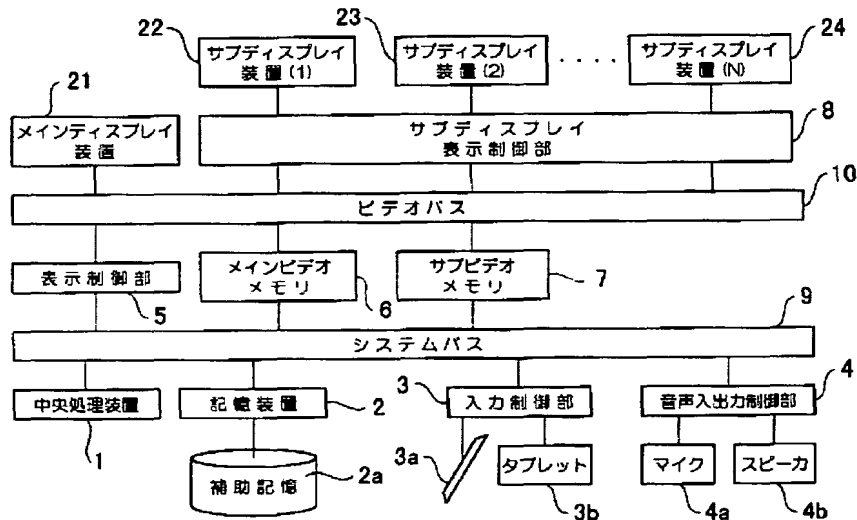 22
サブディスプレイ
装置(1)
23
サブディスプレイ
装置(2)
・・・・
サブディスプレイ
装置(N)
24
21
メインディスプレイ
装置
サブディスプレイ
表示制御部
8
ビデオバス
10
表示制御部
5
メインビデオ
メモリ
6
サブビデオ
メモリ
7
システムバス
9
中央処理装置
1
記憶装置
2
補助記憶
2a
3
入力制御部
3a
タブレット
3b
音声入出力制御部
4
マイク
4a
スピーカ
4b